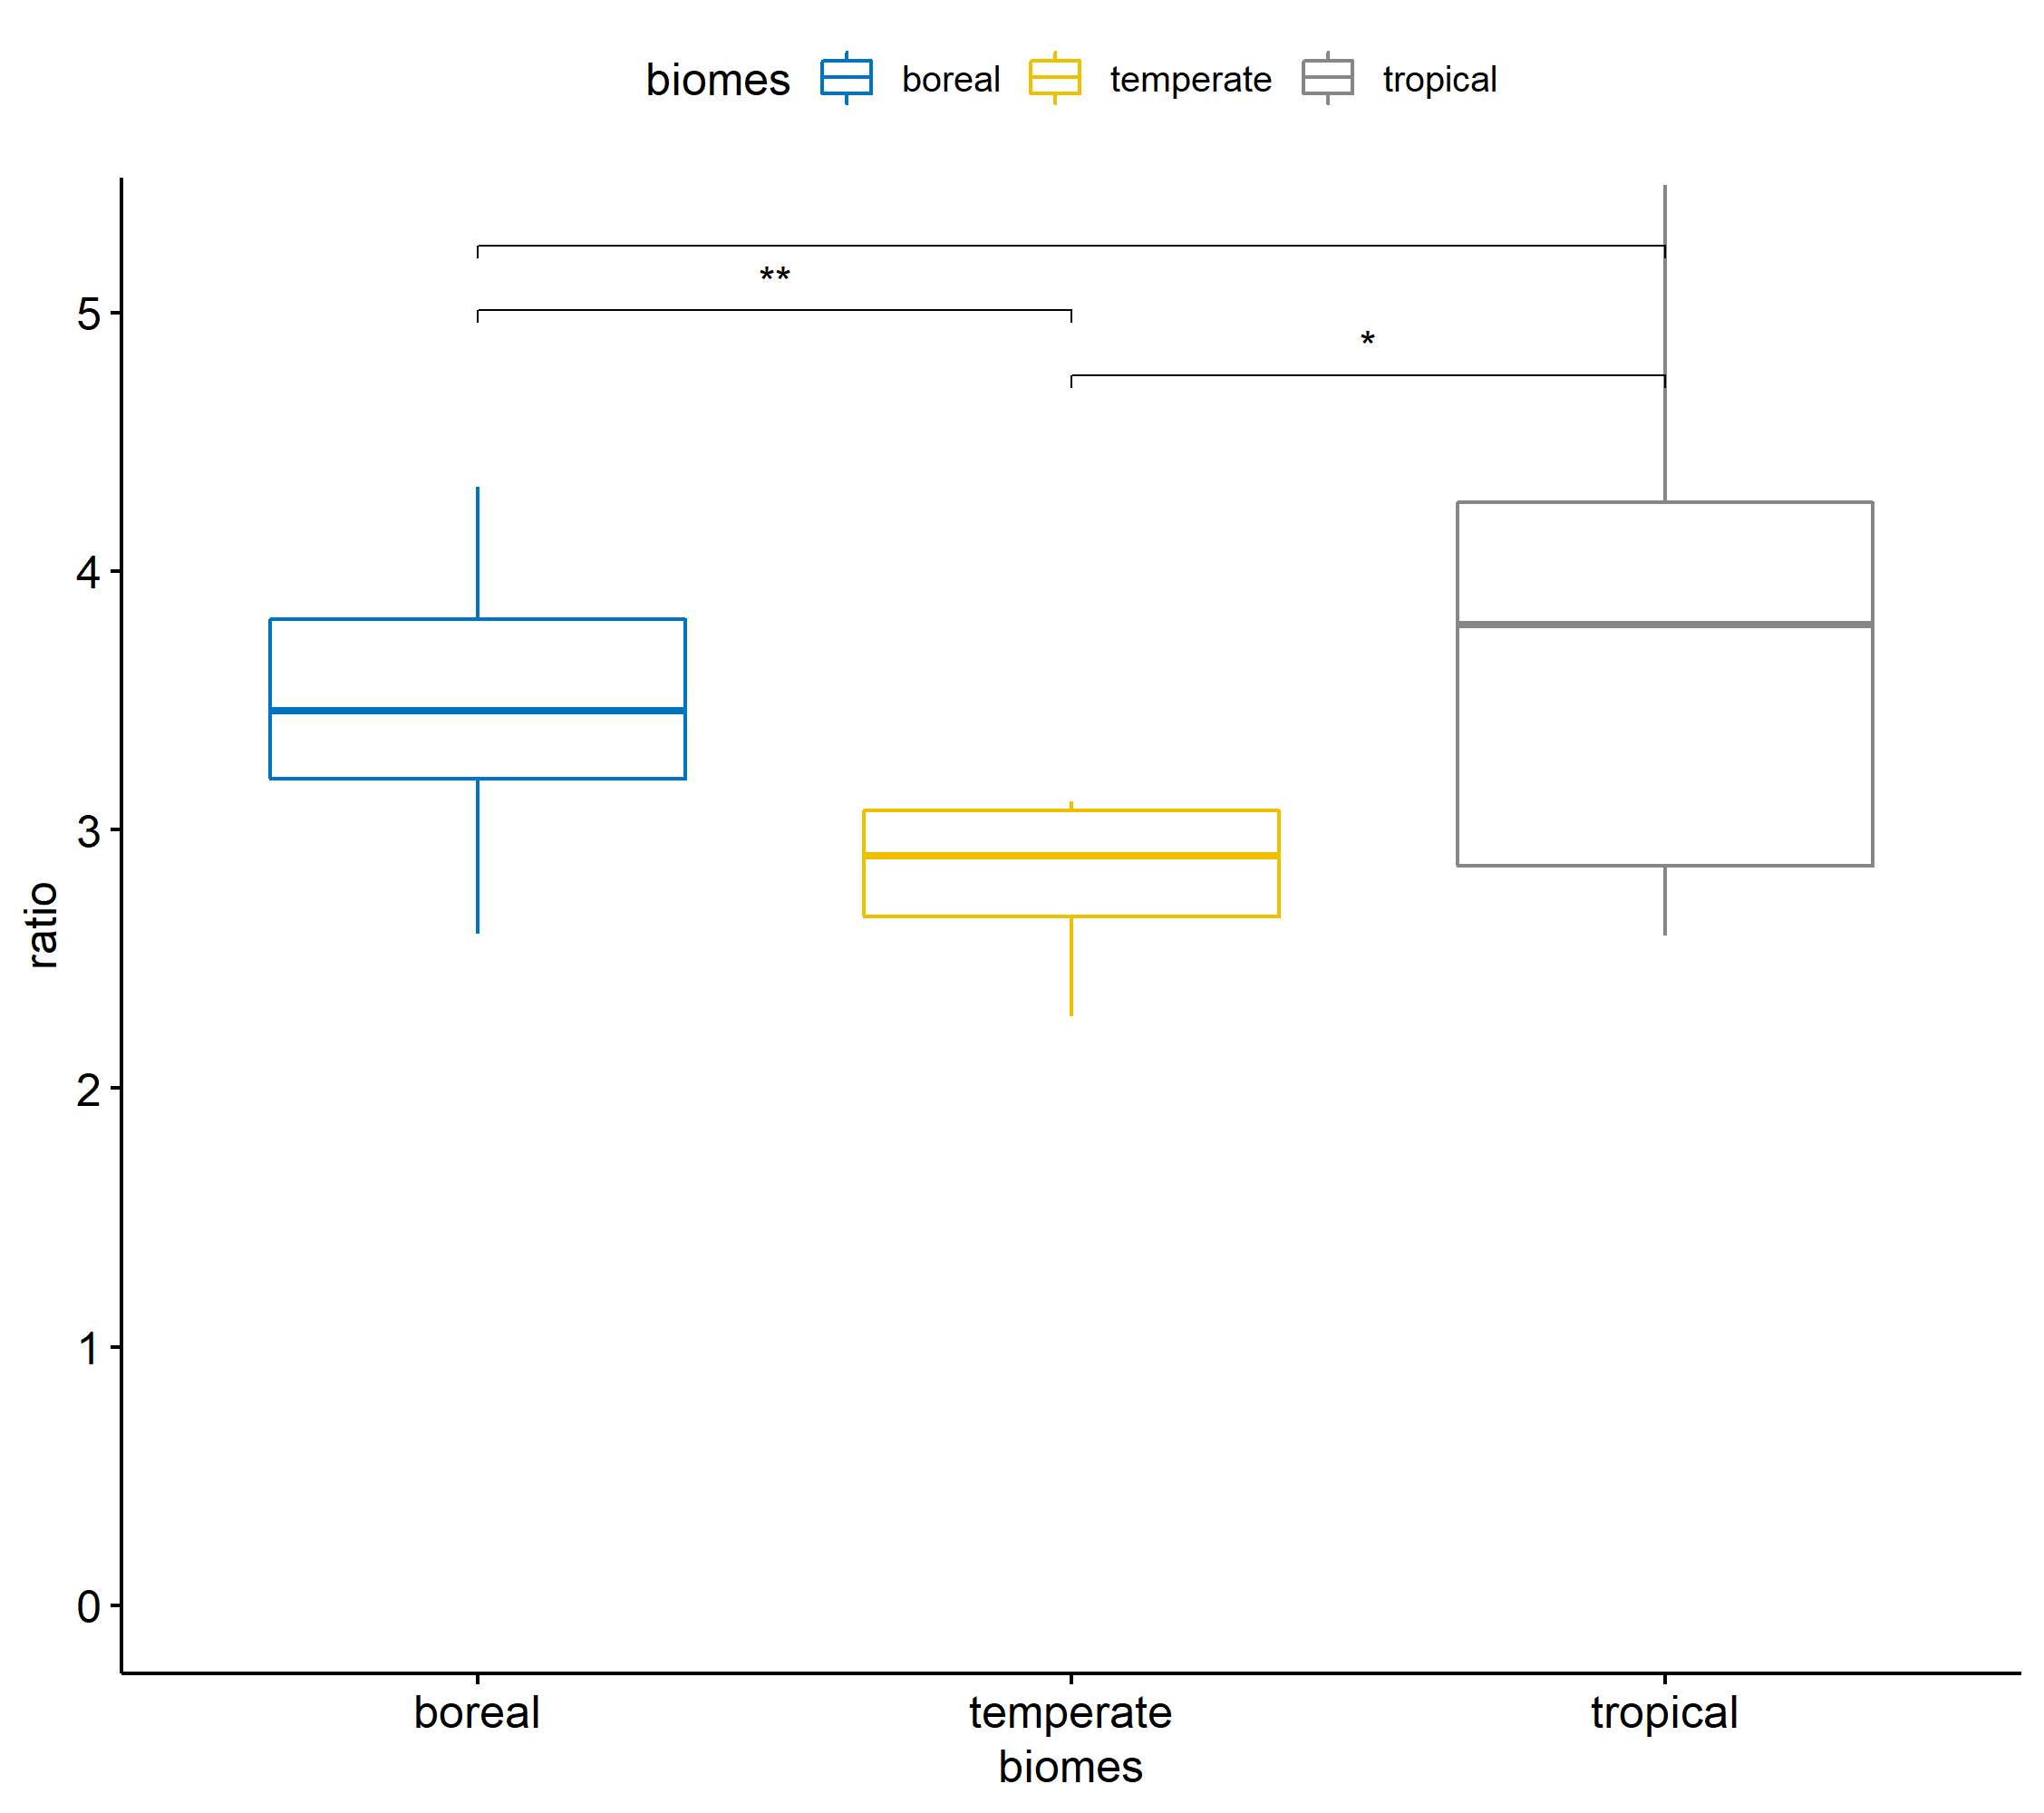 biomes boreal temperate tropical
**
5
*
4
3
ratio
2
1
0
boreal temperate tropical
biomes